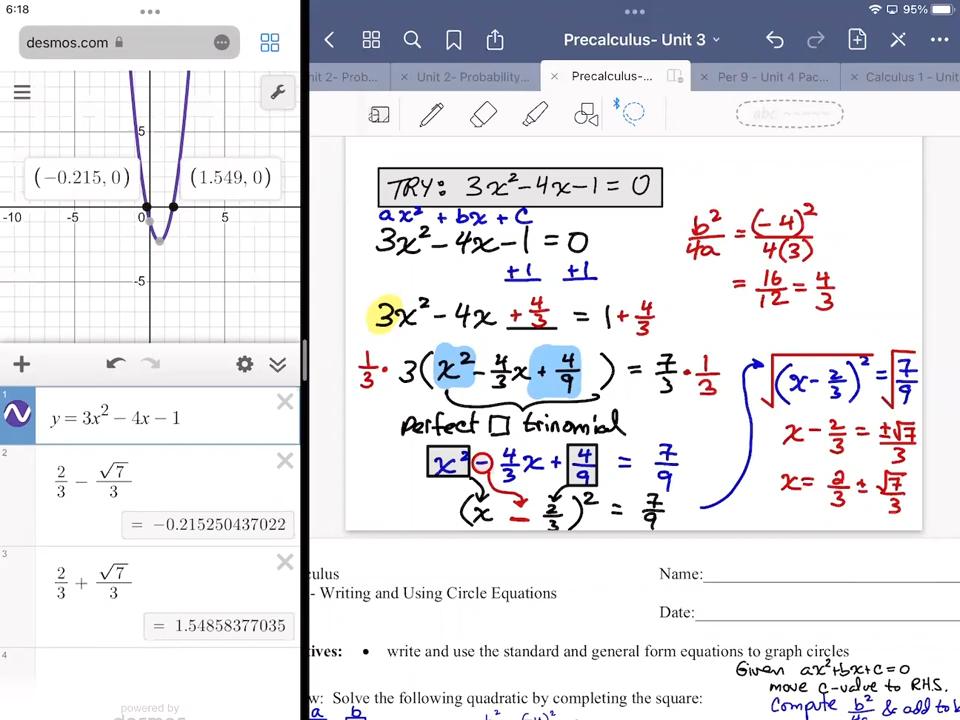 6:18
95%
desmos.com
Precalculus- Unit 3
nit 2- Prob...
Unit 2- Probability...
Precalculus-...
Per 9 - Unit 4 Pac...
Calculus 1 - Unit
abc
5
(−0.215, 0)
(1.549, 0)
-10
-5
0
5
-5
y = 3x² − 4x − 1
2
2/3 − √7/3
= −0.215250437022
3
2/3 + √7/3
= 1.54858377035
4
powered by
desmos
TRY: 3x² − 4x − 1 = 0
ax² + bx + c
3x² − 4x − 1 = 0
+1 +1
3x² − 4x + 4/3 = 1 + 4/3
1/3 · 3(x² − 4/3x + 4/9) = 7/3 · 1/3
perfect □ trinomial
x² − 4/3x + 4/9 = 7/9
(x − 2/3)² = 7/9
b²/4a = (−4)²/4(3)
= 16/12 = 4/3
√(x − 2/3)² = √7/9
x − 2/3 = ±√7/3
x = 2/3 ± √7/3
culus
Name:
- Writing and Using Circle Equations
Date:
tives: • write and use the standard and general form equations to graph circles
Given ax²+bx+c=0
move c-value to R.H.S.
w: Solve the following quadratic by completing the square:
Compute b²/4a & add to b
a b